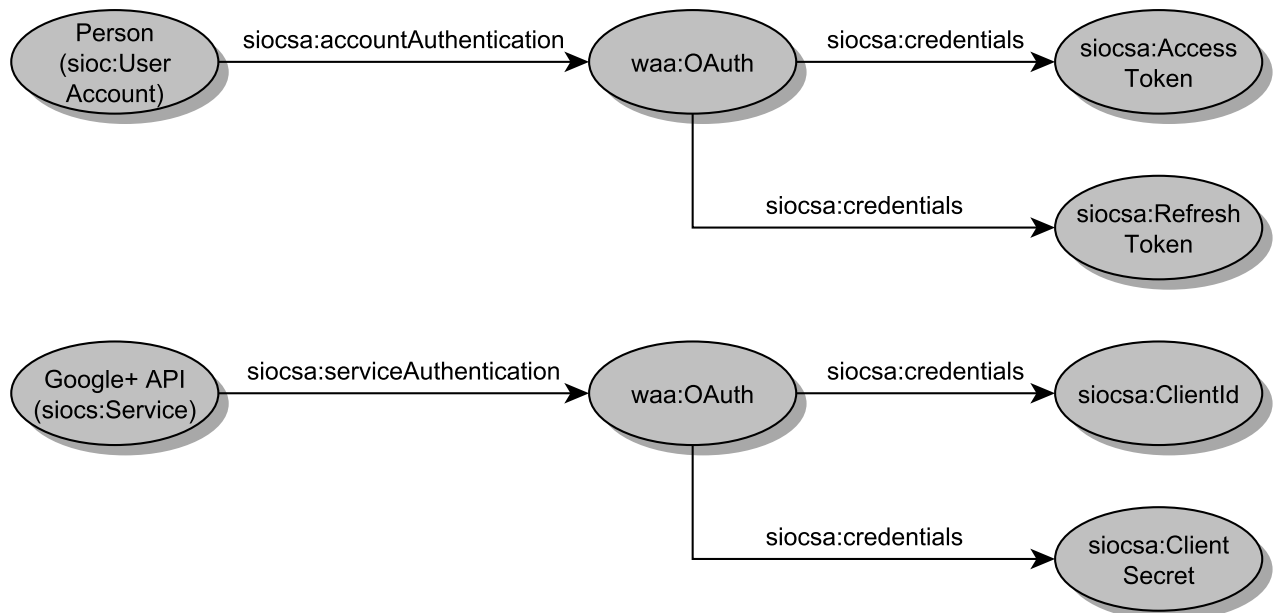 Person
(sioc:User
Account)
siocsa:accountAuthentication
waa:OAuth
siocsa:credentials
siocsa:Access
Token
siocsa:credentials
siocsa:Refresh
Token
Google+ API
(siocs:Service)
siocsa:serviceAuthentication
waa:OAuth
siocsa:credentials
siocsa:ClientId
siocsa:credentials
siocsa:Client
Secret